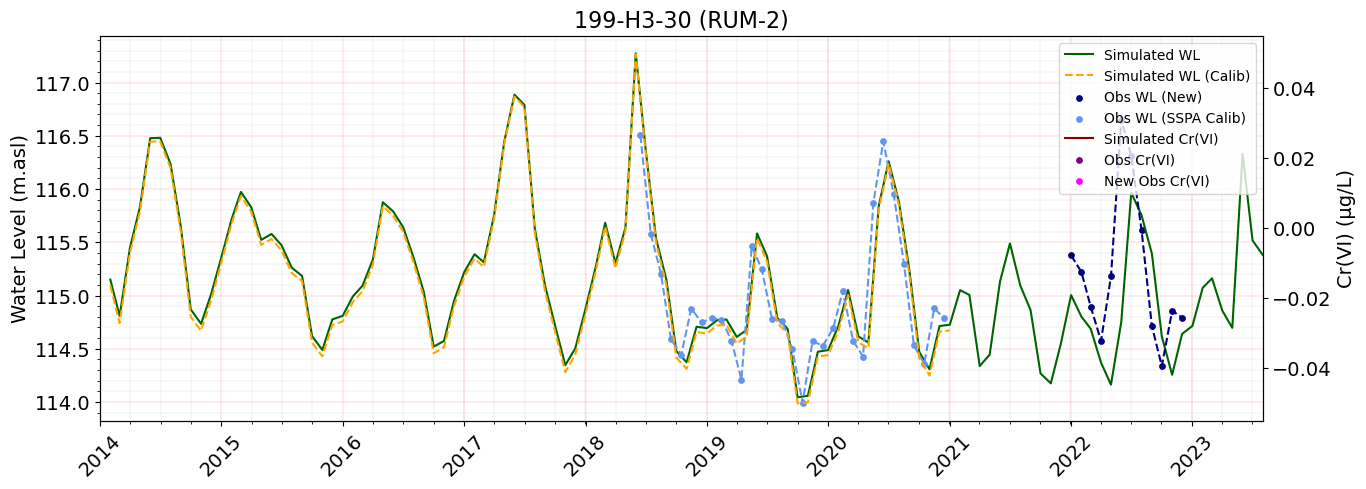 199-H3-30 (RUM-2)
Water Level (m.asl)
117.0
116.5
116.0
115.5
115.0
114.5
114.0
Simulated WL
Simulated WL (Calib)
Obs WL (New)
Obs WL (SSPA Calib)
Simulated Cr(VI)
Obs Cr(VI)
New Obs Cr(VI)
0.04
0.02
0.00
−0.02
−0.04
Cr(VI) (μg/L)
2014
2015
2016
2017
2018
2019
2020
2021
2022
2023